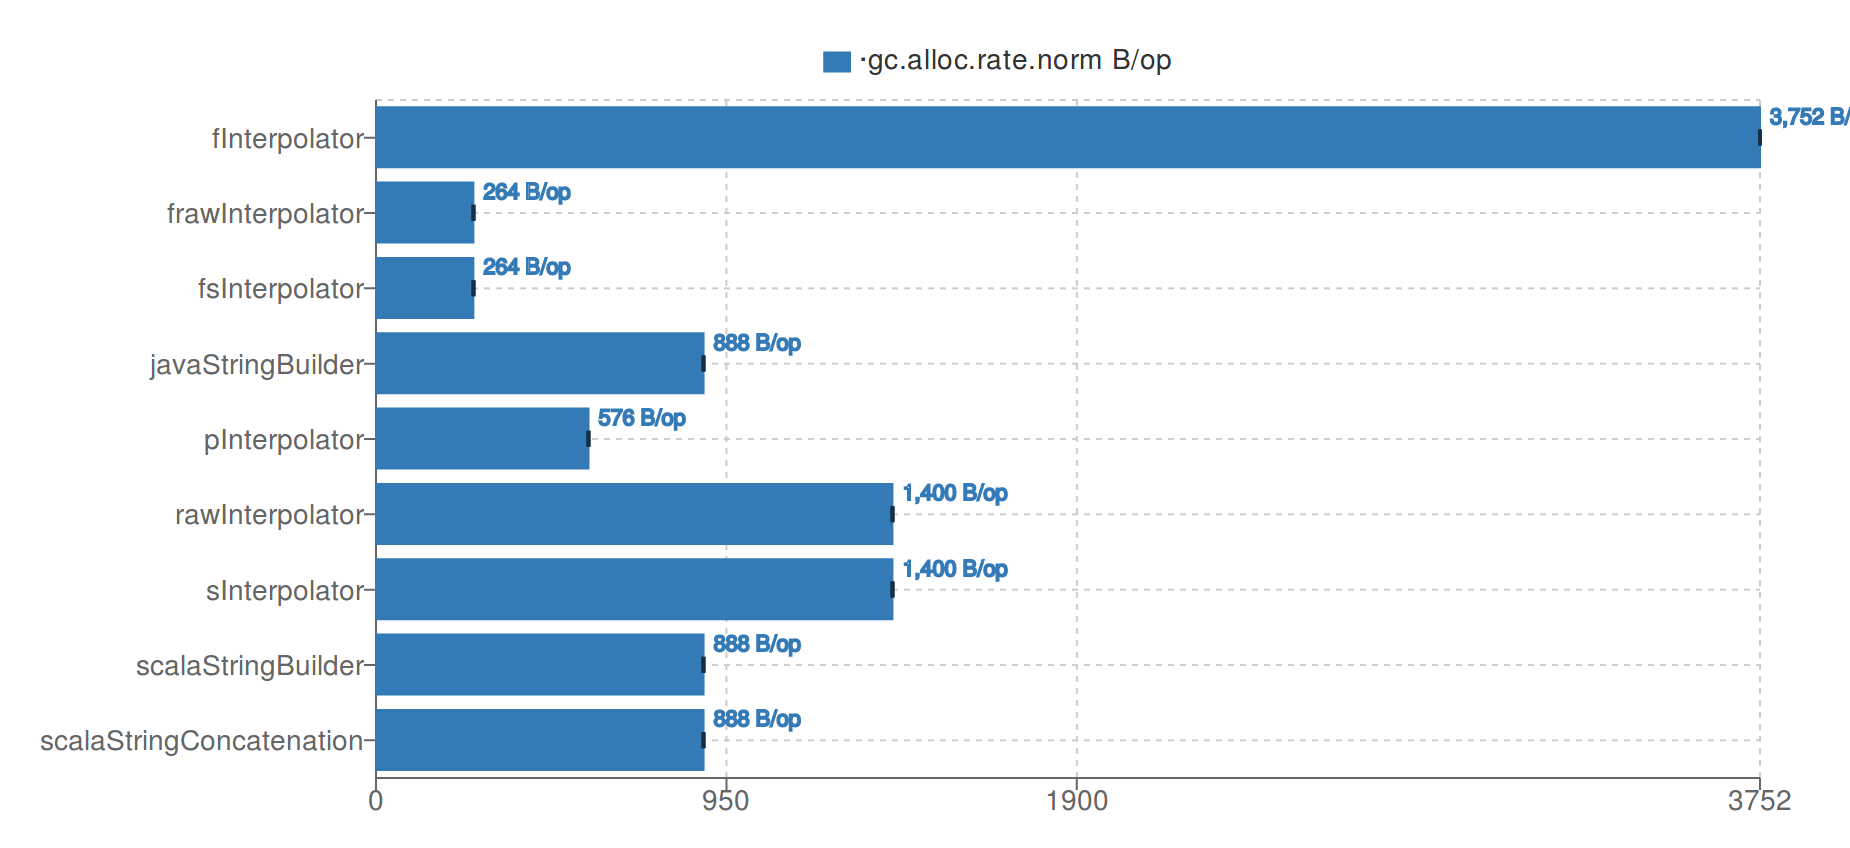 ·gc.alloc.rate.norm B/op
fInterpolator
3,752 B/
frawInterpolator
264 B/op
fsInterpolator
264 B/op
javaStringBuilder
888 B/op
pInterpolator
576 B/op
rawInterpolator
1,400 B/op
sInterpolator
1,400 B/op
scalaStringBuilder
888 B/op
scalaStringConcatenation
888 B/op
0 950 1900 3752